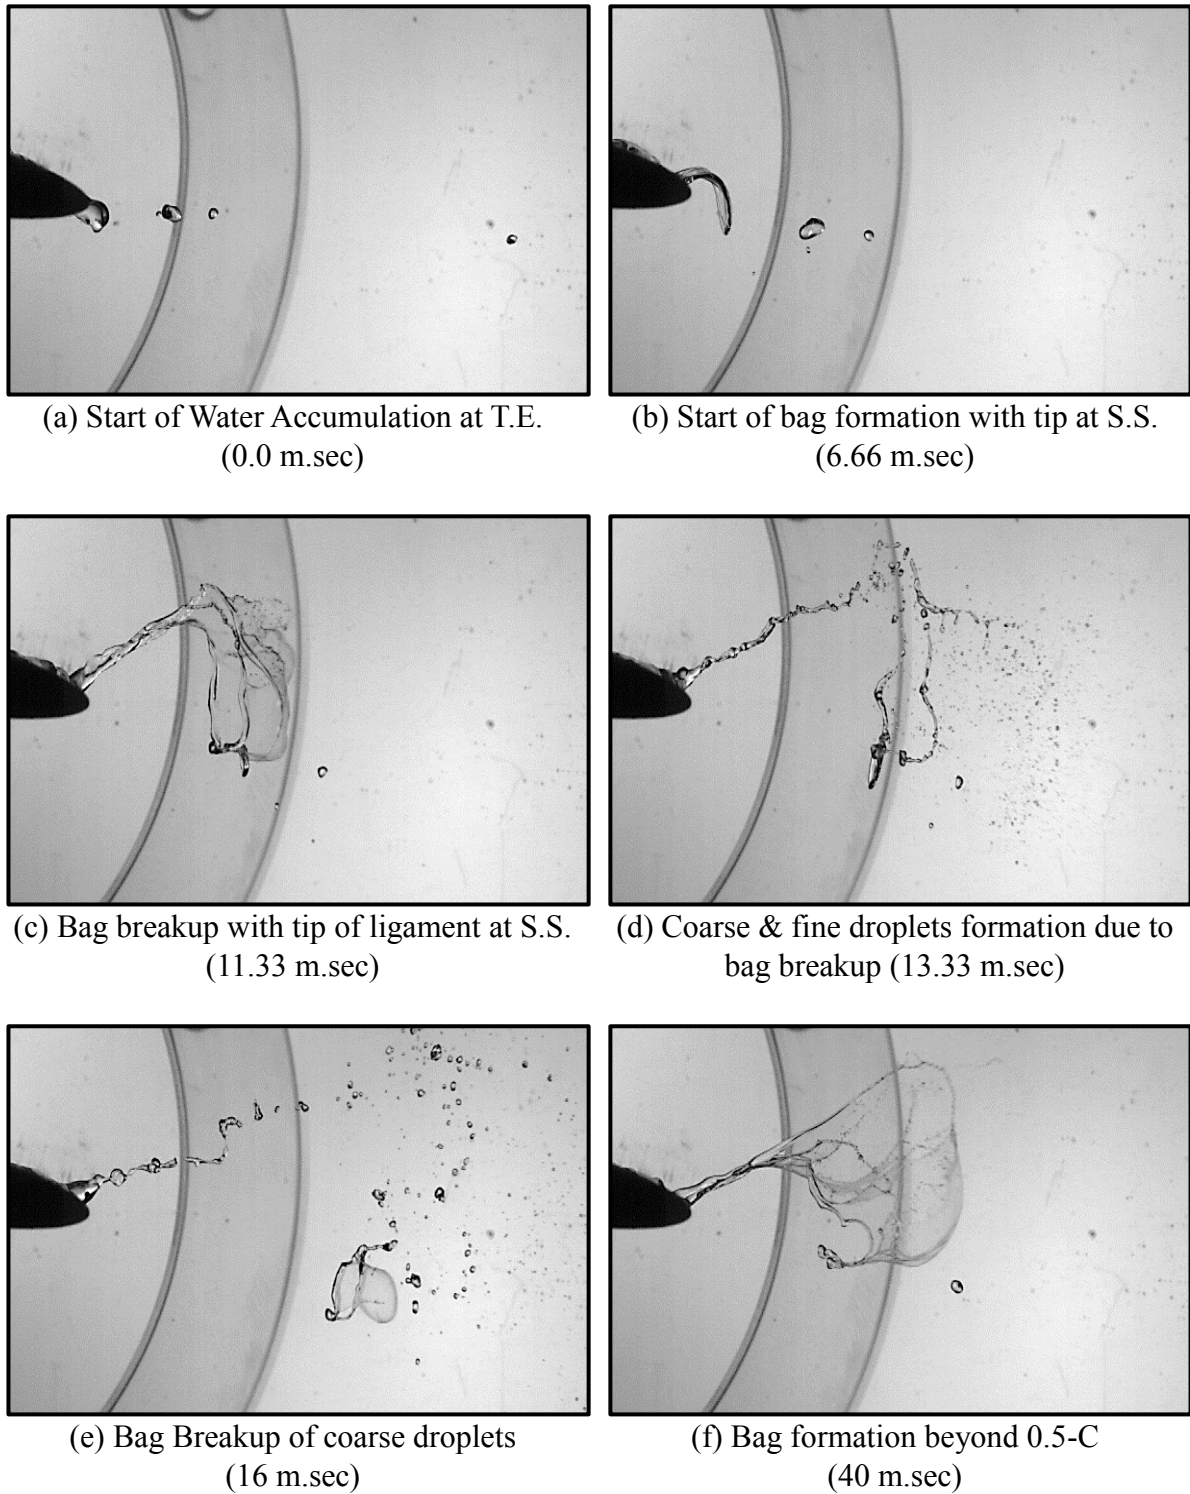 (a) Start of Water Accumulation at T.E.
(0.0 m.sec)
(b) Start of bag formation with tip at S.S.
(6.66 m.sec)
(c) Bag breakup with tip of ligament at S.S.
(11.33 m.sec)
(d) Coarse & fine droplets formation due to
bag breakup (13.33 m.sec)
(e) Bag Breakup of coarse droplets
(16 m.sec)
(f) Bag formation beyond 0.5-C
(40 m.sec)